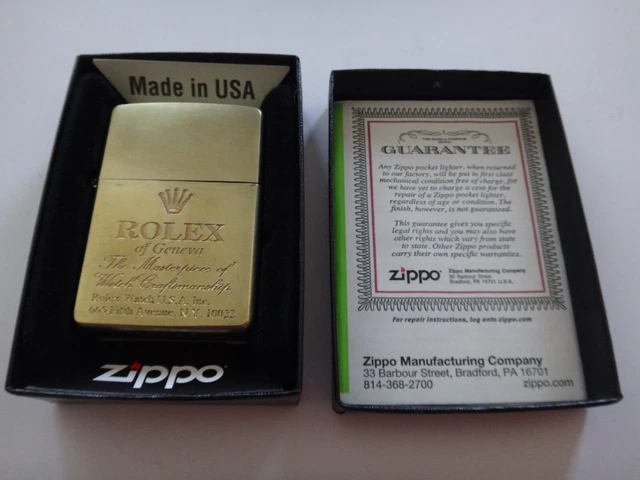 Made in USA
ROLEX
of Geneva
The Masterpiece of
Watch Craftsmanship
Rolex Watch U.S.A. Inc.
665 Fifth Avenue, N.Y. 10022
zippo
GUARANTEE
Any Zippo pocket lighter, when returned
to our factory, will be put in first class
mechanical condition free of charge, for
we have yet to charge a cent for the
repair of a Zippo pocket lighter,
regardless of age or condition. The
finish, however, is not guaranteed.
This guarantee gives you specific
legal rights and you may also have
other rights which vary from state
to state. Other Zippo products
carry their own specific warranties.
zippo
Zippo Manufacturing Company
33 Barbour Street
Bradford, PA 16701 U.S.A.
For repair instructions, log onto zippo.com
Zippo Manufacturing Company
33 Barbour Street, Bradford, PA 16701
814-368-2700
zippo.com